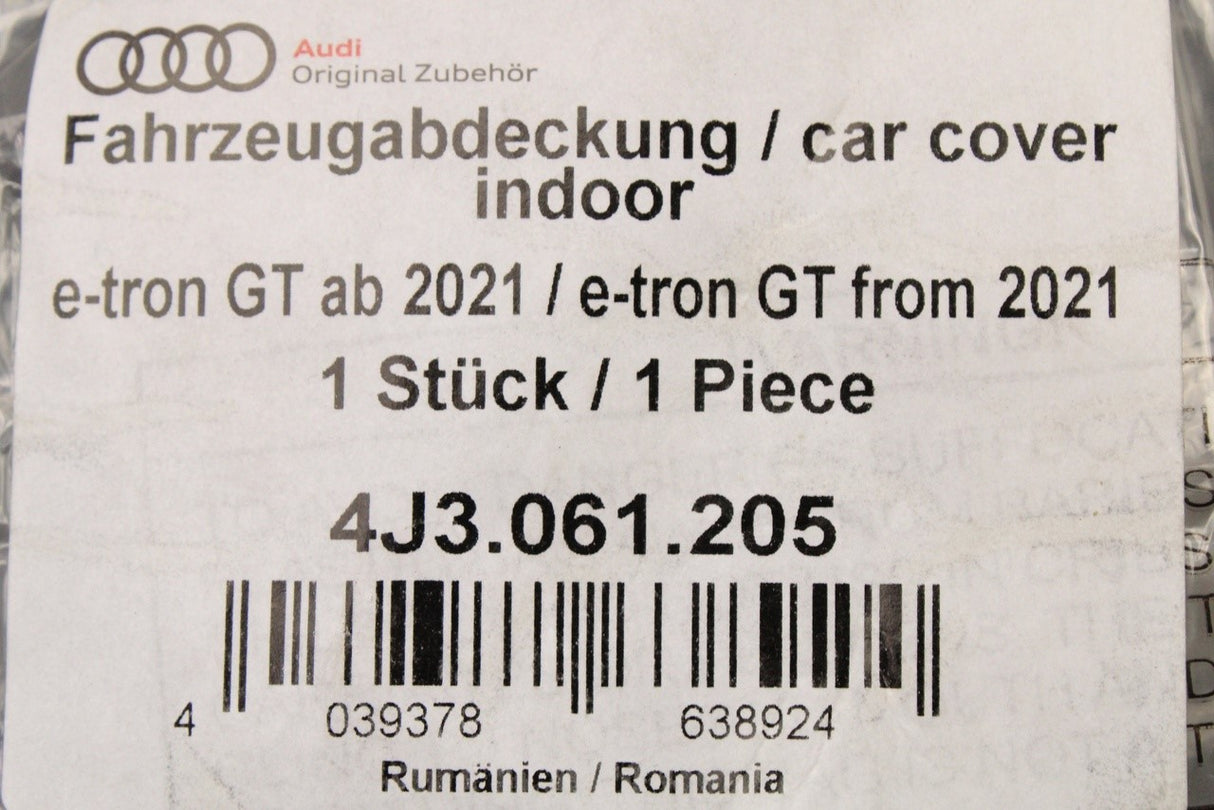 Audi
Original Zubehör
Fahrzeugabdeckung / car cover
indoor
e-tron GT ab 2021 / e-tron GT from 2021
1 Stück / 1 Piece
4J3.061.205
4 039378 638924
Rumänien / Romania